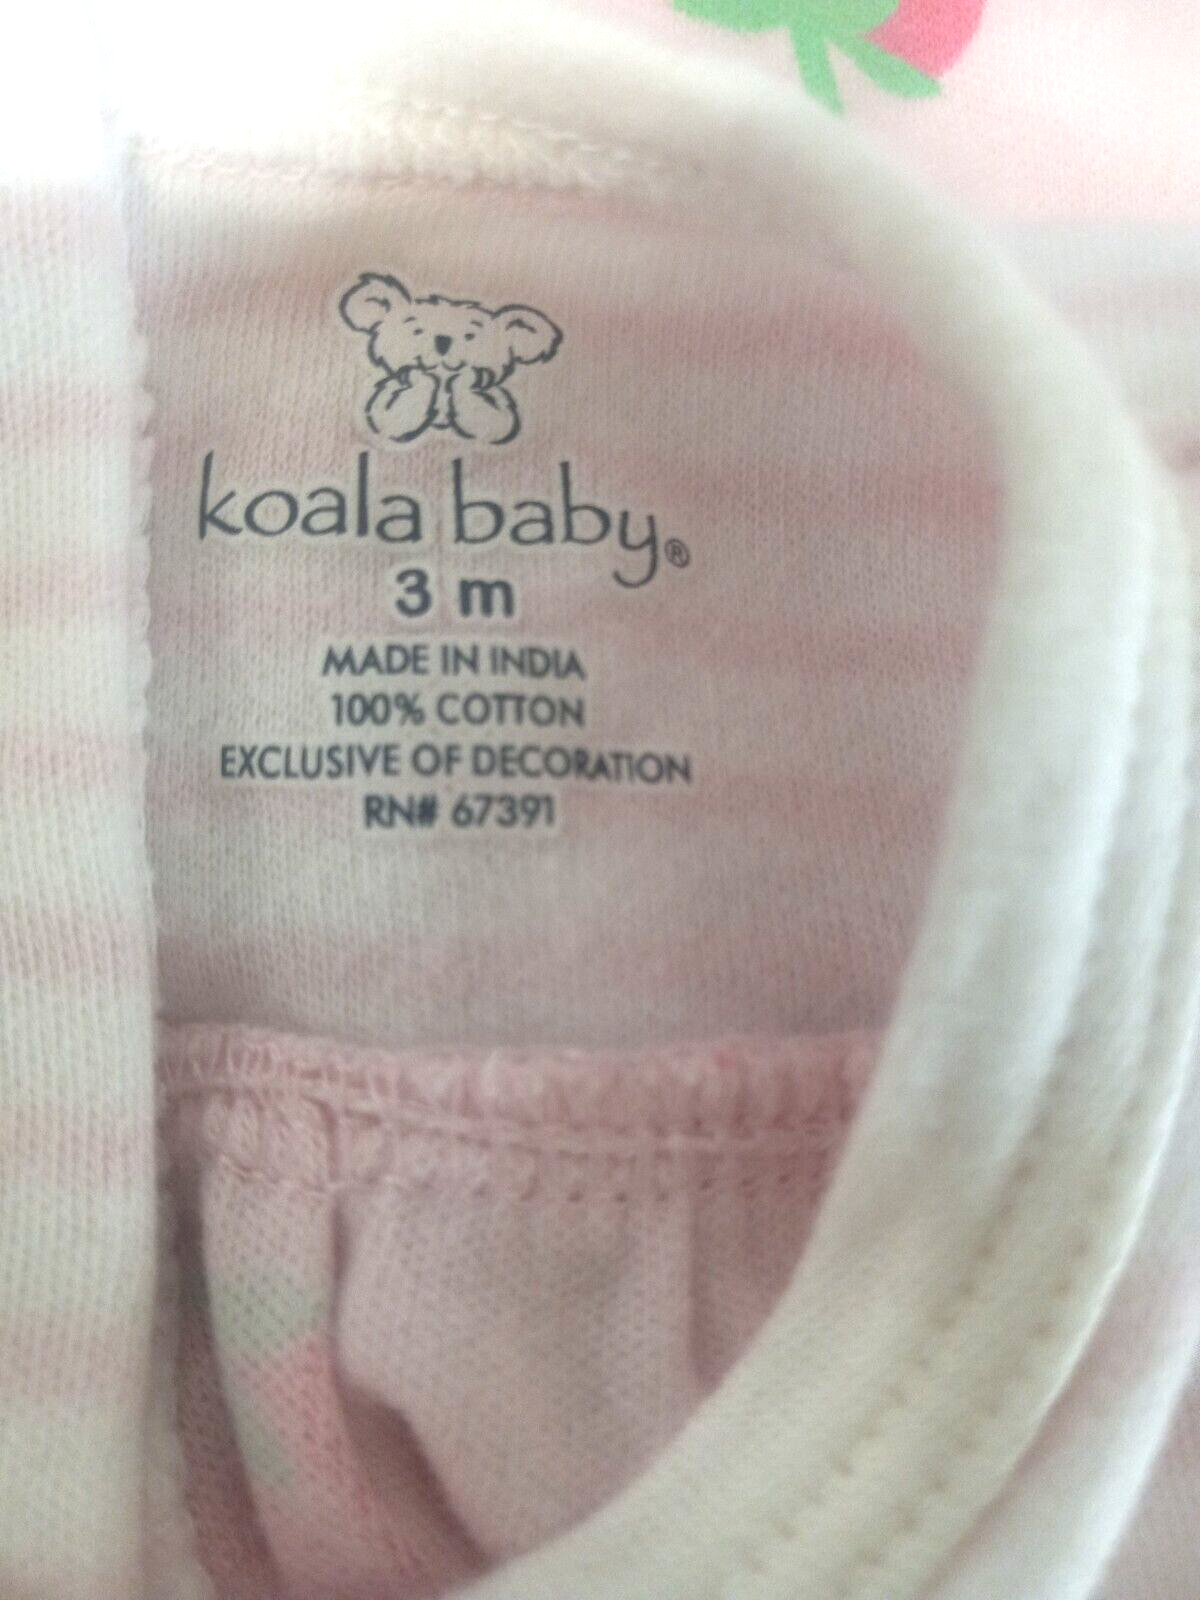 koala baby®
3 m
MADE IN INDIA
100% COTTON
EXCLUSIVE OF DECORATION
RN# 67391